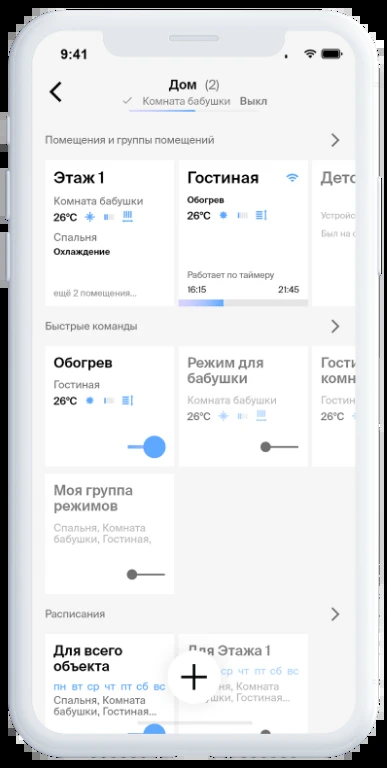 9:41
Дом (2)
Комната бабушки Выкл
Помещения и группы помещений
Этаж 1
Комната бабушки
26°C
Спальня
Охлаждение
ещё 2 помещения...
Гостиная
Обогрев
26°C
Работает по таймеру
16:15 21:45
Детс
Устройс
Был на с
Быстрые команды
Обогрев
Гостиная
26°C
Режим для
бабушки
Комната бабушки
26°C
Гости
комн
Гостин
26°C
Моя группа
режимов
Спальня, Комната
бабушки, Гостиная,
Расписания
Для всего
объекта
пн вт ср чт пт сб вс
Спальня, Комната
бабушки, Гостиная...
Для Этажа 1
ср чт пт сб вс
ня, Комната
бабушки, Гостиная...